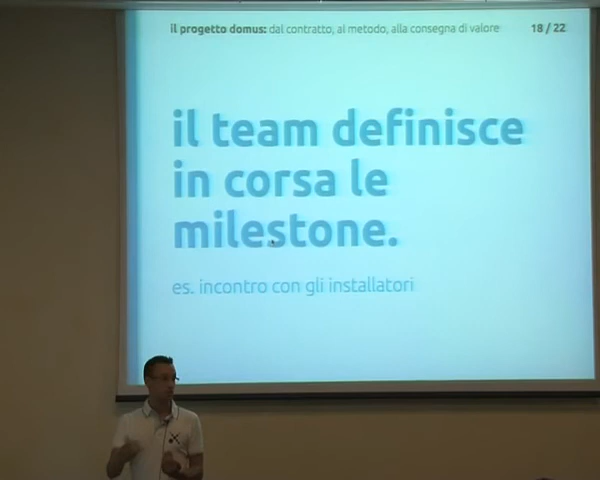 il progetto domus: dal contratto, al metodo, alla consegna di valore 18 / 22
il team definisce
in corsa le
milestone.
es. incontro con gli installatori